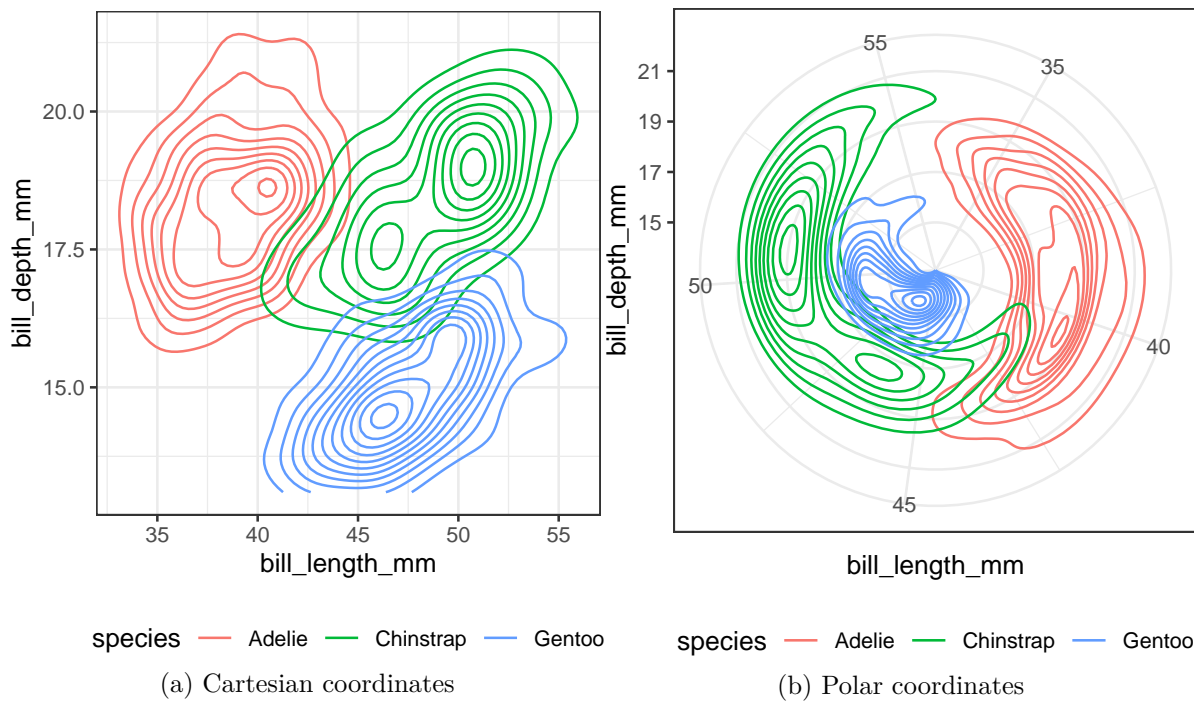 20.0
17.5
15.0
bill_depth_mm
35 40 45 50 55
bill_length_mm
species Adelie Chinstrap Gentoo
(a) Cartesian coordinates
21
19
17
15
bill_depth_mm
55
35
50
40
45
bill_length_mm
species Adelie Chinstrap Gentoo
(b) Polar coordinates